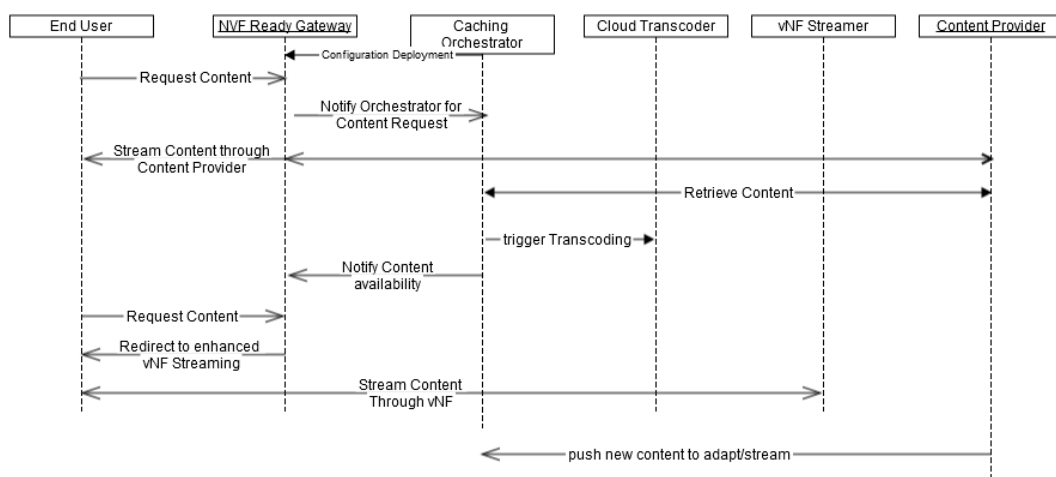 End User
NVF Ready Gateway
Caching
Orchestrator
Cloud Transcoder
vNF Streamer
Content Provider
Configuration Deployment
Request Content
Notify Orchestrator for
Content Request
Stream Content through
Content Provider
Retrieve Content
trigger Transcoding
Notify Content
availability
Request Content
Redirect to enhanced
vNF Streaming
Stream Content
Through vNF
push new content to adapt/stream